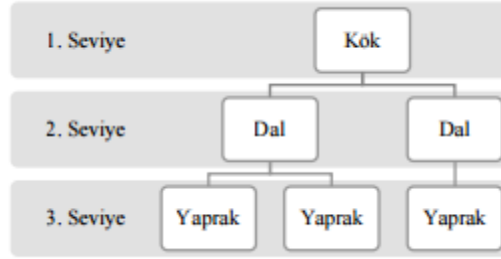 1. Seviye Kök
2. Seviye Dal Dal
3. Seviye Yaprak Yaprak Yaprak